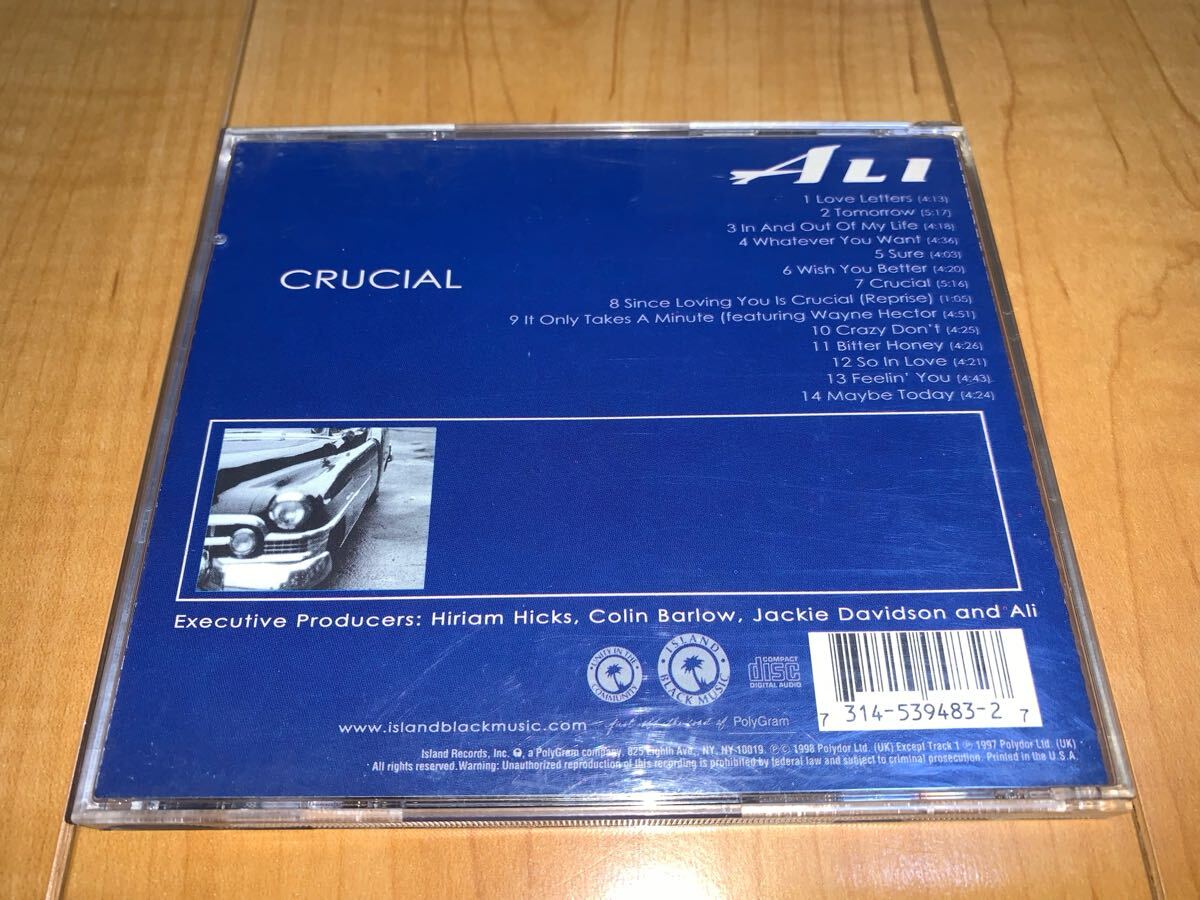 ALI
1 Love Letters (4:13)
2 Tomorrow (5:17)
3 In And Out Of My Life (4:18)
4 Whatever You Want (4:36)
5 Sure (4:03)
6 Wish You Better (4:20)
7 Crucial (5:16)
8 Since Loving You Is Crucial (Reprise) (1:05)
9 It Only Takes A Minute (featuring Wayne Hector (4:51)
10 Crazy Don't (4:25)
11 Bitter Honey (4:26)
12 So In Love (4:21)
13 Feelin' You (4:43)
14 Maybe Today (4:24)
CRUCIAL
Executive Producers: Hiriam Hicks, Colin Barlow, Jackie Davidson and Ali
UNITY IN THE COMMUNITY
ISLAND BLACK MUSIC
COMPACT disc DIGITAL AUDIO
7 314-539483-2 7
www.islandblackmusic.com
PolyGram
Island Records, Inc. a PolyGram company, 825 Eighth Ave., NY, NY 10019. ℗© 1998 Polydor Ltd. (UK) Except Track 1 ℗ 1997 Polydor Ltd. (UK)
All rights reserved. Warning: Unauthorized reproduction of this recording is prohibited by federal law and subject to criminal prosecution. Printed in the U.S.A.